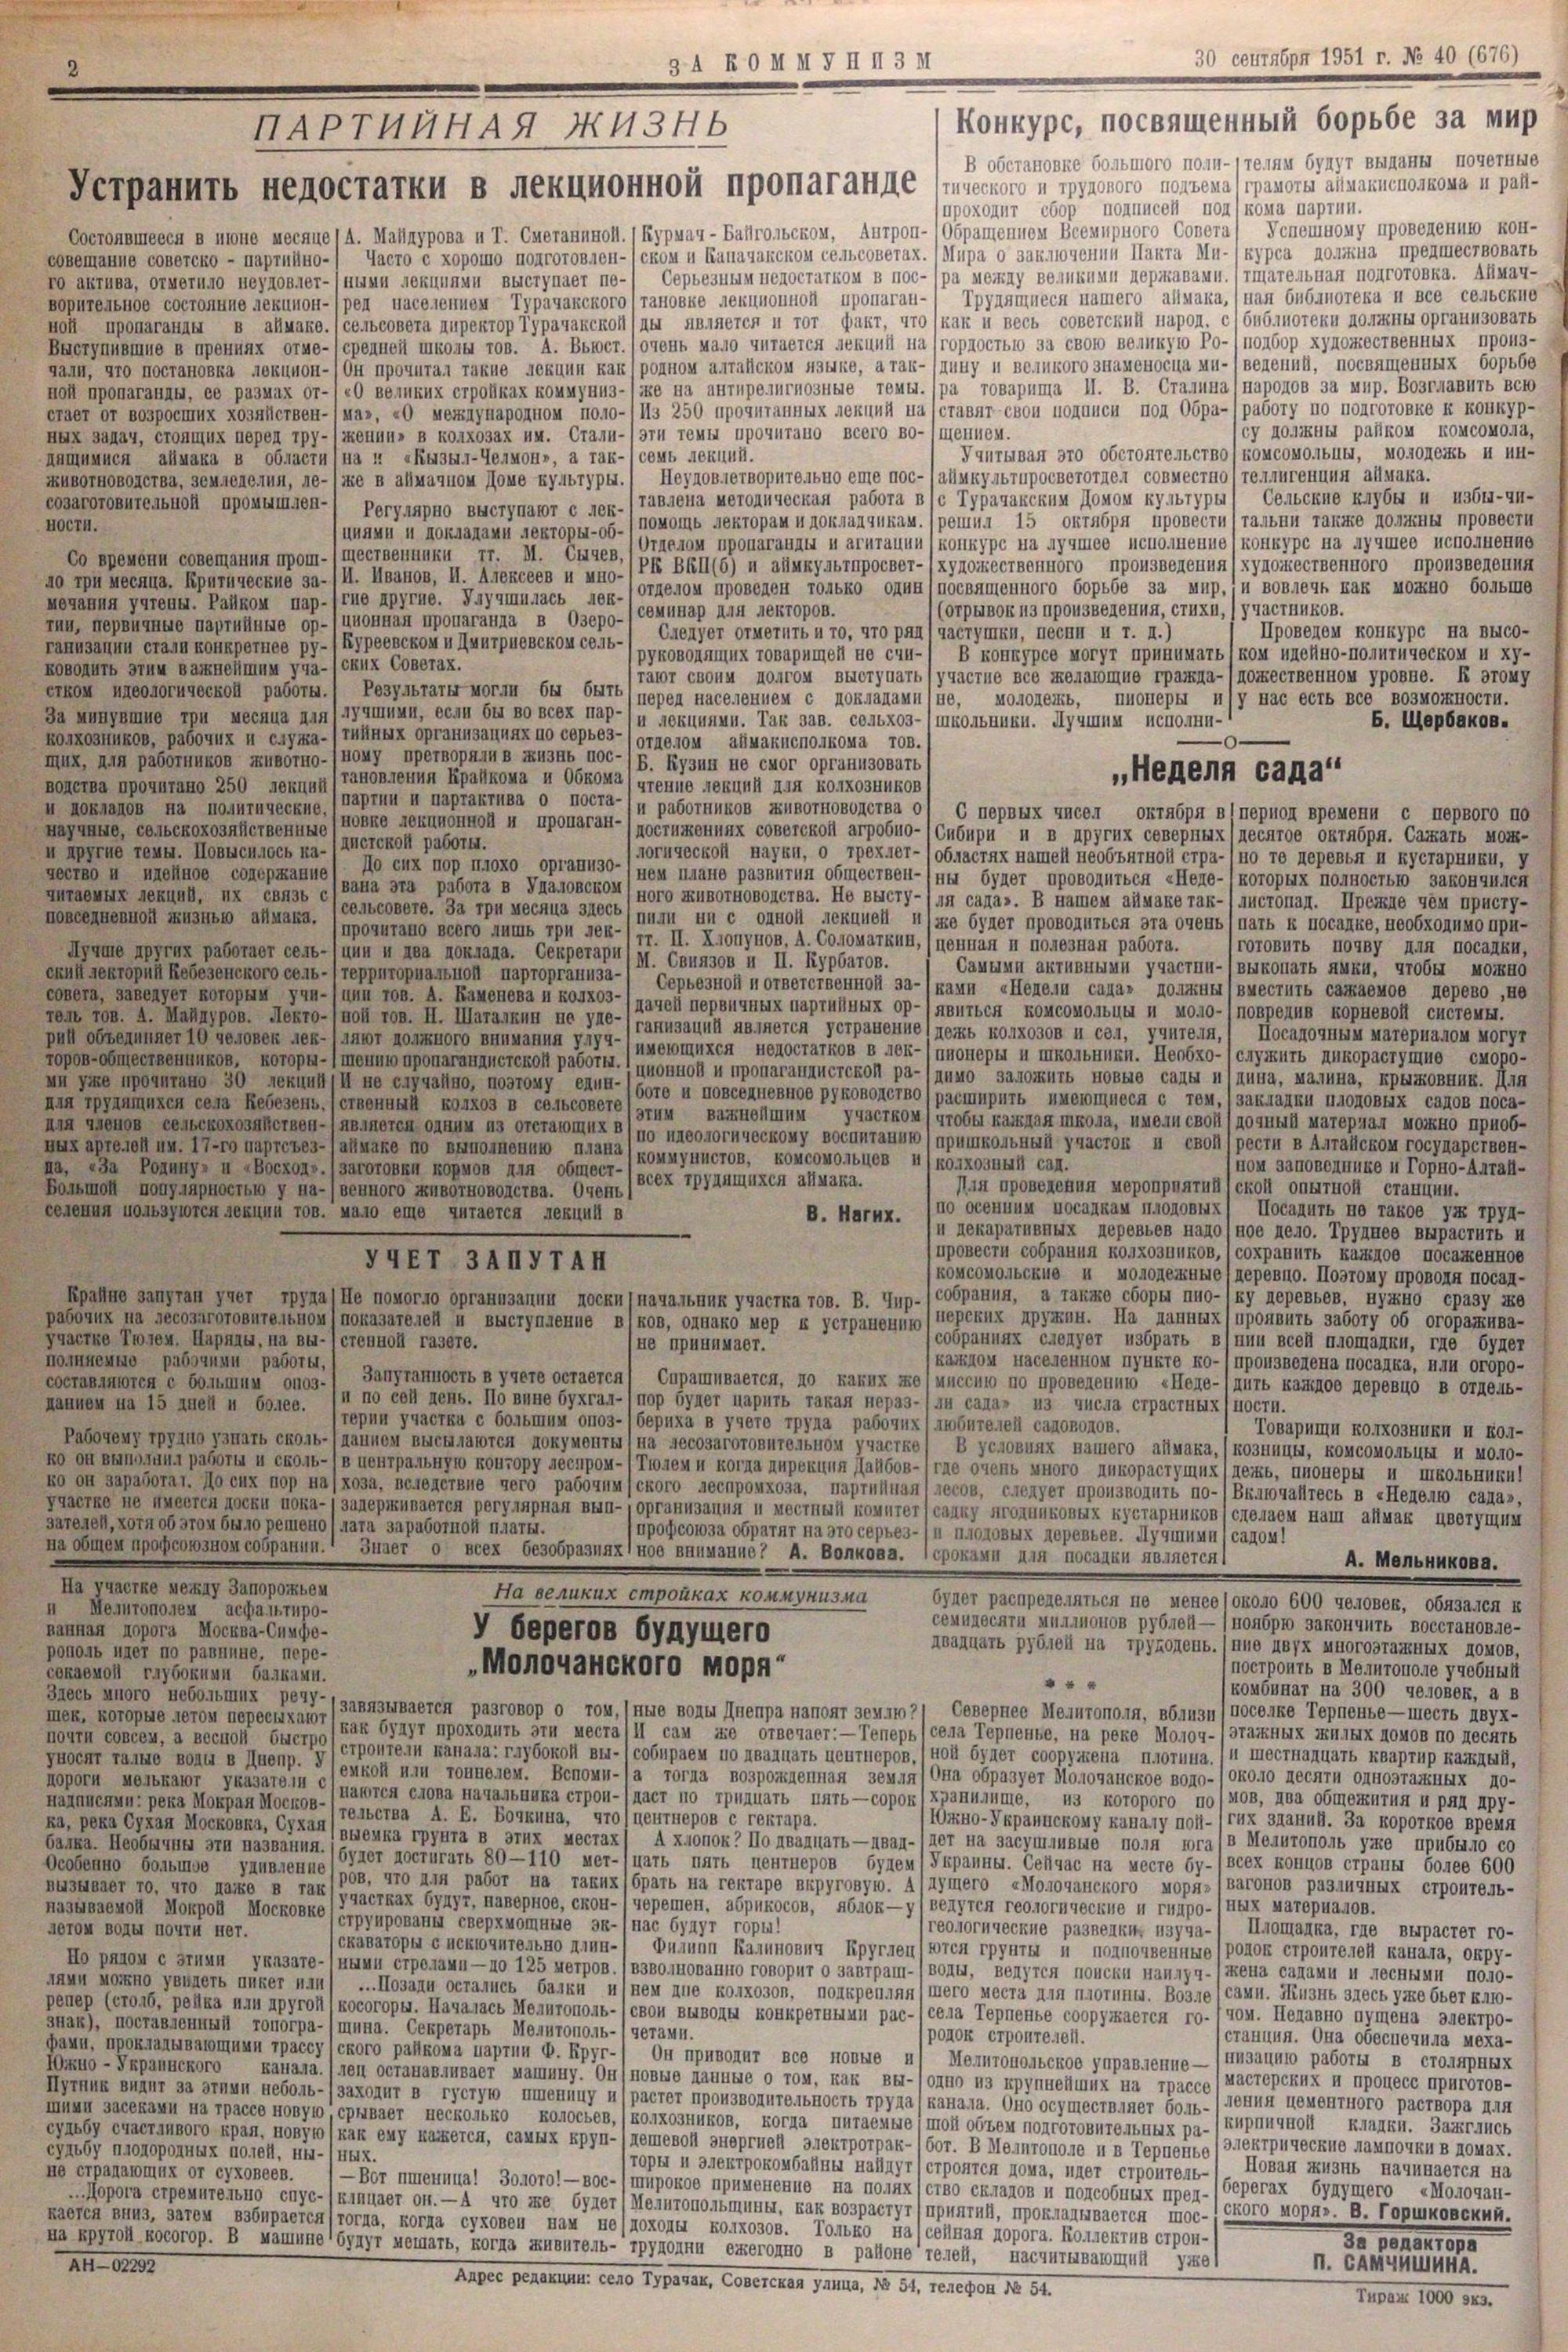 2
ЗА КОММУНИЗМ
30 сентября 1951 г. № 40 (676)
ПАРТИЙНАЯ ЖИЗНЬ
Устранить недостатки в лекционной пропаганде
Состоявшееся в июне месяце
совещание советско - партийно-
го актива, отметило неудовлет-
ворительное состояние лекцион-
ной пропаганды в аймаке.
Выступившие в прениях отме-
чали, что постановка лекцион-
ной пропаганды, ее размах от-
стает от возросших хозяйствен-
ных задач, стоящих перед тру-
дящимися аймака в области
животноводства, земледелия, ле-
созаготовительной промышлен-
ности.
Со времени совещания прош-
ло три месяца. Критические за-
мечания учтены. Райком пар-
тии, первичные партийные ор-
ганизации стали конкретнее ру-
ководить этим важнейшим уча-
стком идеологической работы.
За минувшие три месяца для
колхозников, рабочих и служа-
щих, для работников животно-
водства прочитано 250 лекций
и докладов на политические,
научные, сельскохозяйственные
и другие темы. Повысилось ка-
чество и идейное содержание
читаемых лекций, их связь с
повседневной жизнью аймака.
Лучше других работает сель-
ский лекторий Кебезенского сель-
совета, заведует которым учи-
тель тов. А. Майдуров. Лекто-
рий объединяет 10 человек лек-
торов-общественников, которы-
ми уже прочитано 30 лекций
для трудящихся села Кебезень,
для членов сельскохозяйствен-
ных артелей им. 17-го партсъез-
да, «За Родину» и «Восход».
Большой популярностью у на-
селения пользуются лекции тов.
А. Майдурова и Т. Сметаниной.
Часто с хорошо подготовлен-
ными лекциями выступает пе-
ред населением Турачакского
сельсовета директор Турачакской
средней школы тов. А. Вьюст.
Он прочитал такие лекции как
«О великих стройках коммуниз-
ма», «О международном поло-
жении» в колхозах им. Стали-
на и «Кызыл-Челмон», а так-
же в аймачном Доме культуры.
Регулярно выступают с лек-
циями и докладами лекторы-об-
щественники тт. М. Сычев,
И. Иванов, И. Алексеев и мно-
гие другие. Улучшилась лек-
ционная пропаганда в Озеро-
Куреевском и Дмитриевском сель-
ских Советах.
Результаты могли бы быть
лучшими, если бы во всех пар-
тийных организациях по серьез-
ному претворяли в жизнь пос-
тановления Крайкома и Обкома
партии и партактива о поста-
новке лекционной и пропаган-
дистской работы.
До сих пор плохо организо-
вана эта работа в Удаловском
сельсовете. За три месяца здесь
прочитано всего лишь три лек-
ции и два доклада. Секретари
территориальной парторганиза-
ции тов. А. Каменева и колхоз-
ной тов. Н. Шаталкин не уде-
ляют должного внимания улуч-
шению пропагандистской работы.
И не случайно, поэтому един-
ственный колхоз в сельсовете
является одним из отстающих в
аймаке по выполнению плана
заготовки кормов для общест-
венного животноводства. Очень
мало еще читается лекций в
Курмач - Байгольском, Антроп-
ском и Каначакском сельсоветах.
Серьезным недостатком в пос-
тановке лекционной пропаган-
ды является и тот факт, что
очень мало читается лекций на
родном алтайском языке, а так-
же на антирелигиозные темы.
Из 250 прочитанных лекций на
эти темы прочитано всего во-
семь лекций.
Неудовлетворительно еще пос-
тавлена методическая работа в
помощь лекторам и докладчикам.
Отделом пропаганды и агитации
РК ВКП(б) и аймкультпросвет-
отделом проведен только один
семинар для лекторов.
Следует отметить и то, что ряд
руководящих товарищей не счи-
тают своим долгом выступать
перед населением с докладами
и лекциями. Так зав. сельхоз-
отделом аймакисполкома тов.
Б. Кузин не смог организовать
чтение лекций для колхозников
и работников животноводства о
достижениях советской агробио-
логической науки, о трехлет-
нем плане развития обществен-
ного животноводства. Не высту-
пили ни с одной лекцией и
тт. П. Хлопунов, А. Соломаткин,
М. Свиязов и П. Курбатов.
Серьезной и ответственной за-
дачей первичных партийных ор-
ганизаций является устранение
имеющихся недостатков в лек-
ционной и пропагандистской ра-
боте и повседневное руководство
этим важнейшим участком
по идеологическому воспитанию
коммунистов, комсомольцев и
всех трудящихся аймака.
В. Нагих.
Конкурс, посвященный борьбе за мир
В обстановке большого поли-
тического и трудового подъема
проходит сбор подписей под
Обращением Всемирного Совета
Мира о заключении Пакта Ми-
ра между великими державами.
Трудящиеся нашего аймака,
как и весь советский народ, с
гордостью за свою великую Ро-
дину и великого знаменосца ми-
ра товарища И. В. Сталина
ставят свои подписи под Обра-
щением.
Учитывая это обстоятельство
аймкультпросветотдел совместно
с Турачакским Домом культуры
решил 15 октября провести
конкурс на лучшее исполнение
художественного произведения
посвященного борьбе за мир,
(отрывок из произведения, стихи,
частушки, песни и т. д.)
В конкурсе могут принимать
участие все желающие гражда-
не, молодежь, пионеры и
школьники. Лучшим исполни-
телям будут выданы почетные
грамоты аймакисполкома и рай-
кома партии.
Успешному проведению кон-
курса должна предшествовать
тщательная подготовка. Аймач-
ная библиотека и все сельские
библиотеки должны организовать
подбор художественных произ-
ведений, посвященных борьбе
народов за мир. Возглавить всю
работу по подготовке к конкур-
су должны райком комсомола,
комсомольцы, молодежь и ин-
теллигенция аймака.
Сельские клубы и избы-чи-
тальни также должны провести
конкурс на лучшее исполнение
художественного произведения
и вовлечь как можно больше
участников.
Проведем конкурс на высо-
ком идейно-политическом и ху-
дожественном уровне. К этому
у нас есть все возможности.
Б. Щербаков.
„Неделя сада“
С первых чисел октября в
Сибири и в других северных
областях нашей необъятной стра-
ны будет проводиться «Неде-
ля сада». В нашем аймаке так-
же будет проводиться эта очень
ценная и полезная работа.
Самыми активными участни-
ками «Недели сада» должны
явиться комсомольцы и моло-
дежь колхозов и сел, учителя,
пионеры и школьники. Необхо-
димо заложить новые сады и
расширить имеющиеся с тем,
чтобы каждая школа, имели свой
пришкольный участок и свой
колхозный сад.
Для проведения мероприятий
по осенним посадкам плодовых
и декаративных деревьев надо
провести собрания колхозников,
комсомольские и молодежные
собрания, а также сборы пио-
нерских дружин. На данных
собраниях следует избрать в
каждом населенном пункте ко-
миссию по проведению «Неде-
ли сада» из числа страстных
любителей садоводов.
В условиях нашего аймака,
где очень много дикорастущих
лесов, следует производить по-
садку ягодниковых кустарников
и плодовых деревьев. Лучшими
сроками для посадки является
период времени с первого по
десятое октября. Сажать мож-
но те деревья и кустарники, у
которых полностью закончился
листопад. Прежде чем присту-
пать к посадке, необходимо при-
готовить почву для посадки,
выкопать ямки, чтобы можно
вместить сажаемое дерево ,не
повредив корневой системы.
Посадочным материалом могут
служить дикорастущие сморо-
дина, малина, крыжовник. Для
закладки плодовых садов поса-
дочный материал можно приоб-
рести в Алтайском государствен-
ном заповеднике и Горно-Алтай-
ской опытной станции.
Посадить не такое уж труд-
ное дело. Труднее вырастить и
сохранить каждое посаженное
деревцо. Поэтому проводя посад-
ку деревьев, нужно сразу же
проявить заботу об огоражива-
нии всей площадки, где будет
произведена посадка, или огоро-
дить каждое деревцо в отдель-
ности.
Товарищи колхозники и кол-
хозницы, комсомольцы и моло-
дежь, пионеры и школьники!
Включайтесь в «Неделю сада»,
сделаем наш аймак цветущим
садом!
А. Мельникова.
УЧЕТ ЗАПУТАН
Крайне запутан учет труда
рабочих на лесозаготовительном
участке Тюлем. Наряды, на вы-
полняемые рабочими работы,
составляются с большим опоз-
данием на 15 дней и более.
Рабочему трудно узнать сколь-
ко он выполнил работы и сколь-
ко он заработал. До сих пор на
участке не имеется доски пока-
зателей, хотя об этом было решено
на общем профсоюзном собрании.
Не помогло организации доски
показателей и выступление в
стенной газете.
Запутанность в учете остается
и по сей день. По вине бухгал-
терии участка с большим опоз-
данием высылаются документы
в центральную контору леспром-
хоза, вследствие чего рабочим
задерживается регулярная вып-
лата заработной платы.
Знает о всех безобразиях
начальник участка тов. В. Чир-
ков, однако мер к устранению
не принимает.
Спрашивается, до каких же
пор будет царить такая нераз-
бериха в учете труда рабочих
на лесозаготовительном участке
Тюлем и когда дирекция Дайбов-
ского леспромхоза, партийная
организация и местный комитет
профсоюза обратят на это серьез-
ное внимание? А. Волкова.
На великих стройках коммунизма
У берегов будущего
„Молочанского моря“
На участке между Запорожьем
и Мелитополем асфальтиро-
ванная дорога Москва-Симфе-
рополь идет по равнине, пере-
секаемой глубокими балками.
Здесь много небольших речу-
шек, которые летом пересыхают
почти совсем, а весной быстро
уносят талые воды в Днепр. У
дороги мелькают указатели с
надписями: река Мокрая Москов-
ка, река Сухая Московка, Сухая
балка. Необычны эти названия.
Особенно большое удивление
вызывает то, что даже в так
называемой Мокрой Московке
летом воды почти нет.
Но рядом с этими указате-
лями можно увидеть пикет или
репер (столб, рейка или другой
знак), поставленный топогра-
фами, прокладывающими трассу
Южно - Украинского канала.
Путник видит за этими неболь-
шими засеками на трассе новую
судьбу счастливого края, новую
судьбу плодородных полей, ны-
не страдающих от суховеев.
...Дорога стремительно спус-
кается вниз, затем взбирается
на крутой косогор. В машине
завязывается разговор о том,
как будут проходить эти места
строители канала: глубокой вы-
емкой или тоннелем. Вспоми-
наются слова начальника строи-
тельства А. Е. Бочкина, что
выемка грунта в этих местах
будет достигать 80—110 мет-
ров, что для работ на таких
участках будут, наверное, скон-
струированы сверхмощные эк-
скаваторы с исключительно длин-
ными стрелами—до 125 метров.
...Позади остались балки и
косогоры. Началась Мелитополь-
щина. Секретарь Мелитополь-
ского райкома партии Ф. Круг-
лец останавливает машину. Он
заходит в густую пшеницу и
срывает несколько колосьев,
как ему кажется, самых круп-
ных.
—Вот пшеница! Золото!—вос-
клицает он.—А что же будет
тогда, когда суховеи нам не
будут мешать, когда живитель-
ные воды Днепра напоят землю?
И сам же отвечает:—Теперь
собираем по двадцать центнеров,
а тогда возрожденная земля
даст по тридцать пять—сорок
центнеров с гектара.
А хлопок? По двадцать—двад-
цать пять центнеров будем
брать на гектаре вкруговую. А
черешен, абрикосов, яблок—у
нас будут горы!
Филипп Калинович Круглец
взволнованно говорит о завтраш-
нем дне колхозов, подкрепляя
свои выводы конкретными рас-
четами.
Он приводит все новые и
новые данные о том, как вы-
растет производительность труда
колхозников, когда питаемые
дешевой энергией электротрак-
торы и электрокомбайны найдут
широкое применение на полях
Мелитопольщины, как возрастут
доходы колхозов. Только на
трудодни ежегодно в районе
будет распределяться не менее
семидесяти миллионов рублей—
двадцать рублей на трудодень.
* * *
Севернее Мелитополя, вблизи
села Терпенье, на реке Молоч-
ной будет сооружена плотина.
Она образует Молочанское водо-
хранилище, из которого по
Южно-Украинскому каналу пой-
дет на засушливые поля юга
Украины. Сейчас на месте бу-
дущего «Молочанского моря»
ведутся геологические и гидро-
геологические разведки, изуча-
ются грунты и подпочвенные
воды, ведутся поиски наилуч-
шего места для плотины. Возле
села Терпенье сооружается го-
родок строителей.
Мелитопольское управление—
одно из крупнейших на трассе
канала. Оно осуществляет боль-
шой объем подготовительных ра-
бот. В Мелитополе и в Терпенье
строятся дома, идет строитель-
ство складов и подсобных пред-
приятий, прокладывается шос-
сейная дорога. Коллектив строи-
телей, насчитывающий уже
около 600 человек, обязался к
ноябрю закончить восстановле-
ние двух многоэтажных домов,
построить в Мелитополе учебный
комбинат на 300 человек, а в
поселке Терпенье—шесть двух-
этажных жилых домов по десять
и шестнадцать квартир каждый,
около десяти одноэтажных до-
мов, два общежития и ряд дру-
гих зданий. За короткое время
в Мелитополь уже прибыло со
всех концов страны более 600
вагонов различных строитель-
ных материалов.
Площадка, где вырастет го-
родок строителей канала, окру-
жена садами и лесными поло-
сами. Жизнь здесь уже бьет клю-
чом. Недавно пущена электро-
станция. Она обеспечила меха-
низацию работы в столярных
мастерских и процесс приготов-
ления цементного раствора для
кирпичной кладки. Зажглись
электрические лампочки в домах.
Новая жизнь начинается на
берегах будущего «Молочан-
ского моря». В. Горшковский.
За редактора
П. САМЧИШИНА.
АН—02292
Адрес редакции: село Турачак, Советская улица, № 54, телефон № 54.
Тираж 1000 экз.